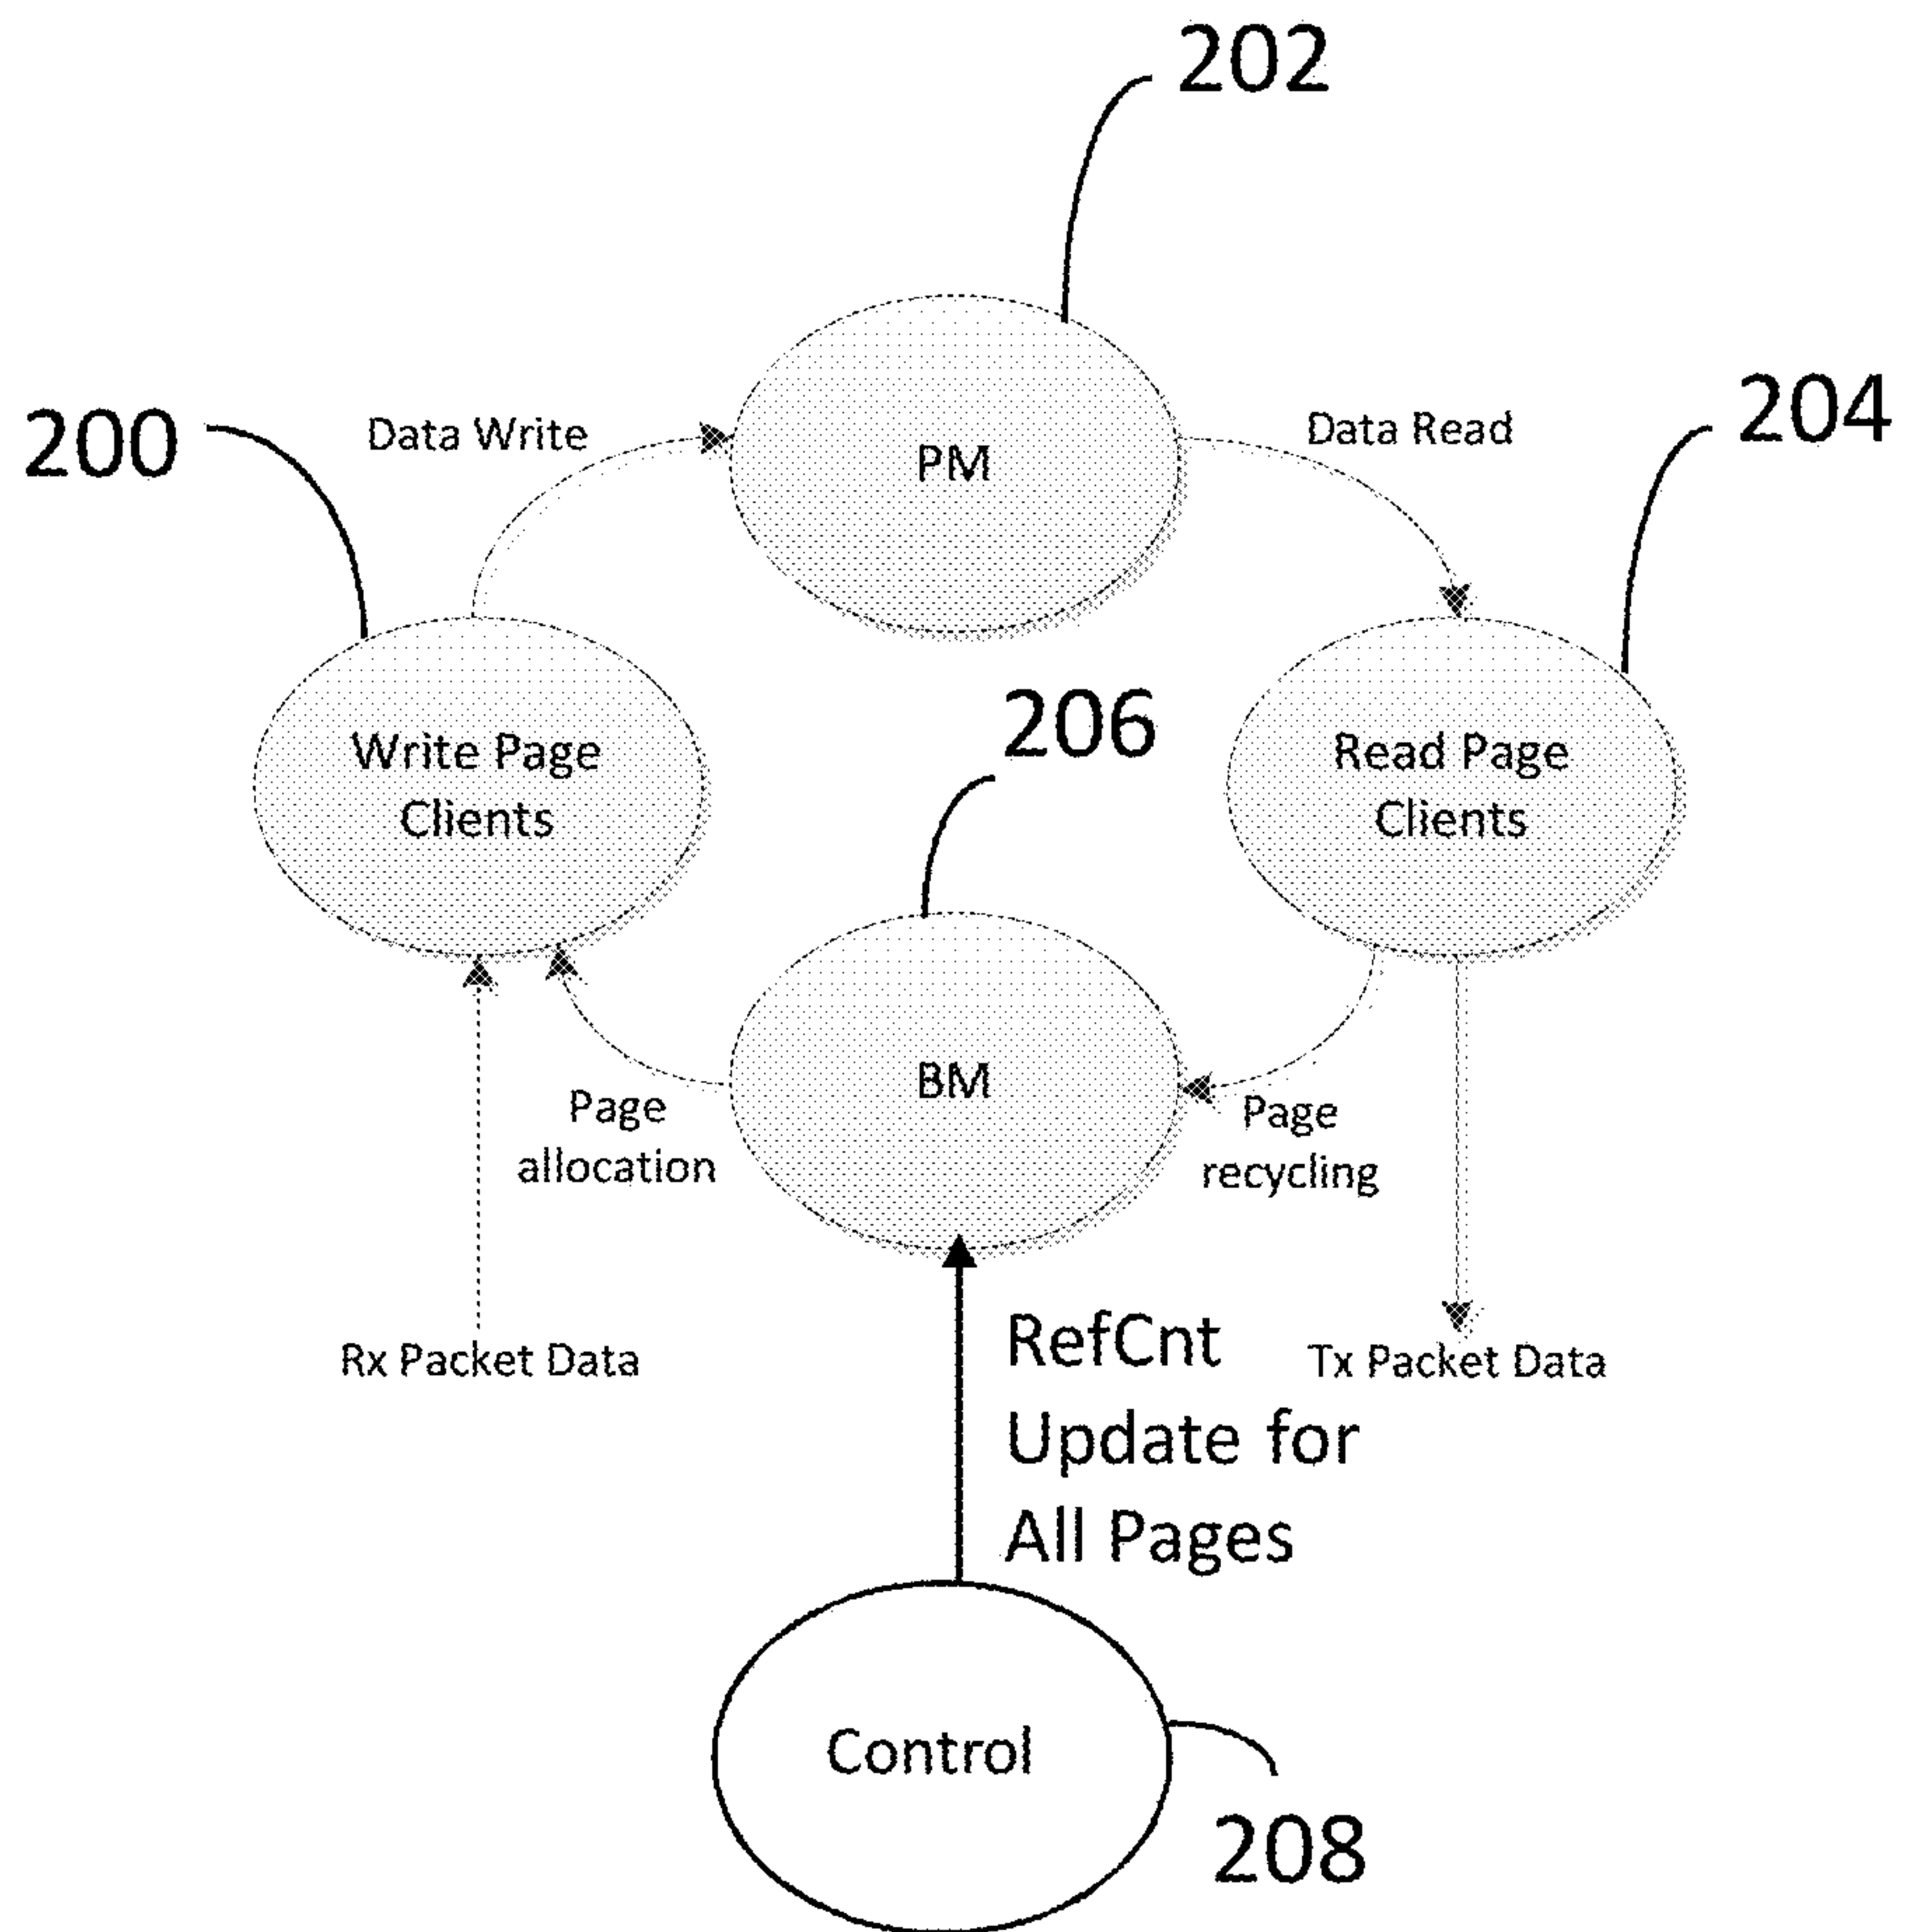 202
200
Data Write
PM
Data Read
204
Write Page
Clients
206
Read Page
Clients
BM
Page
allocation
Page
recycling
Rx Packet Data
RefCnt
Update for
All Pages
Tx Packet Data
Control
208